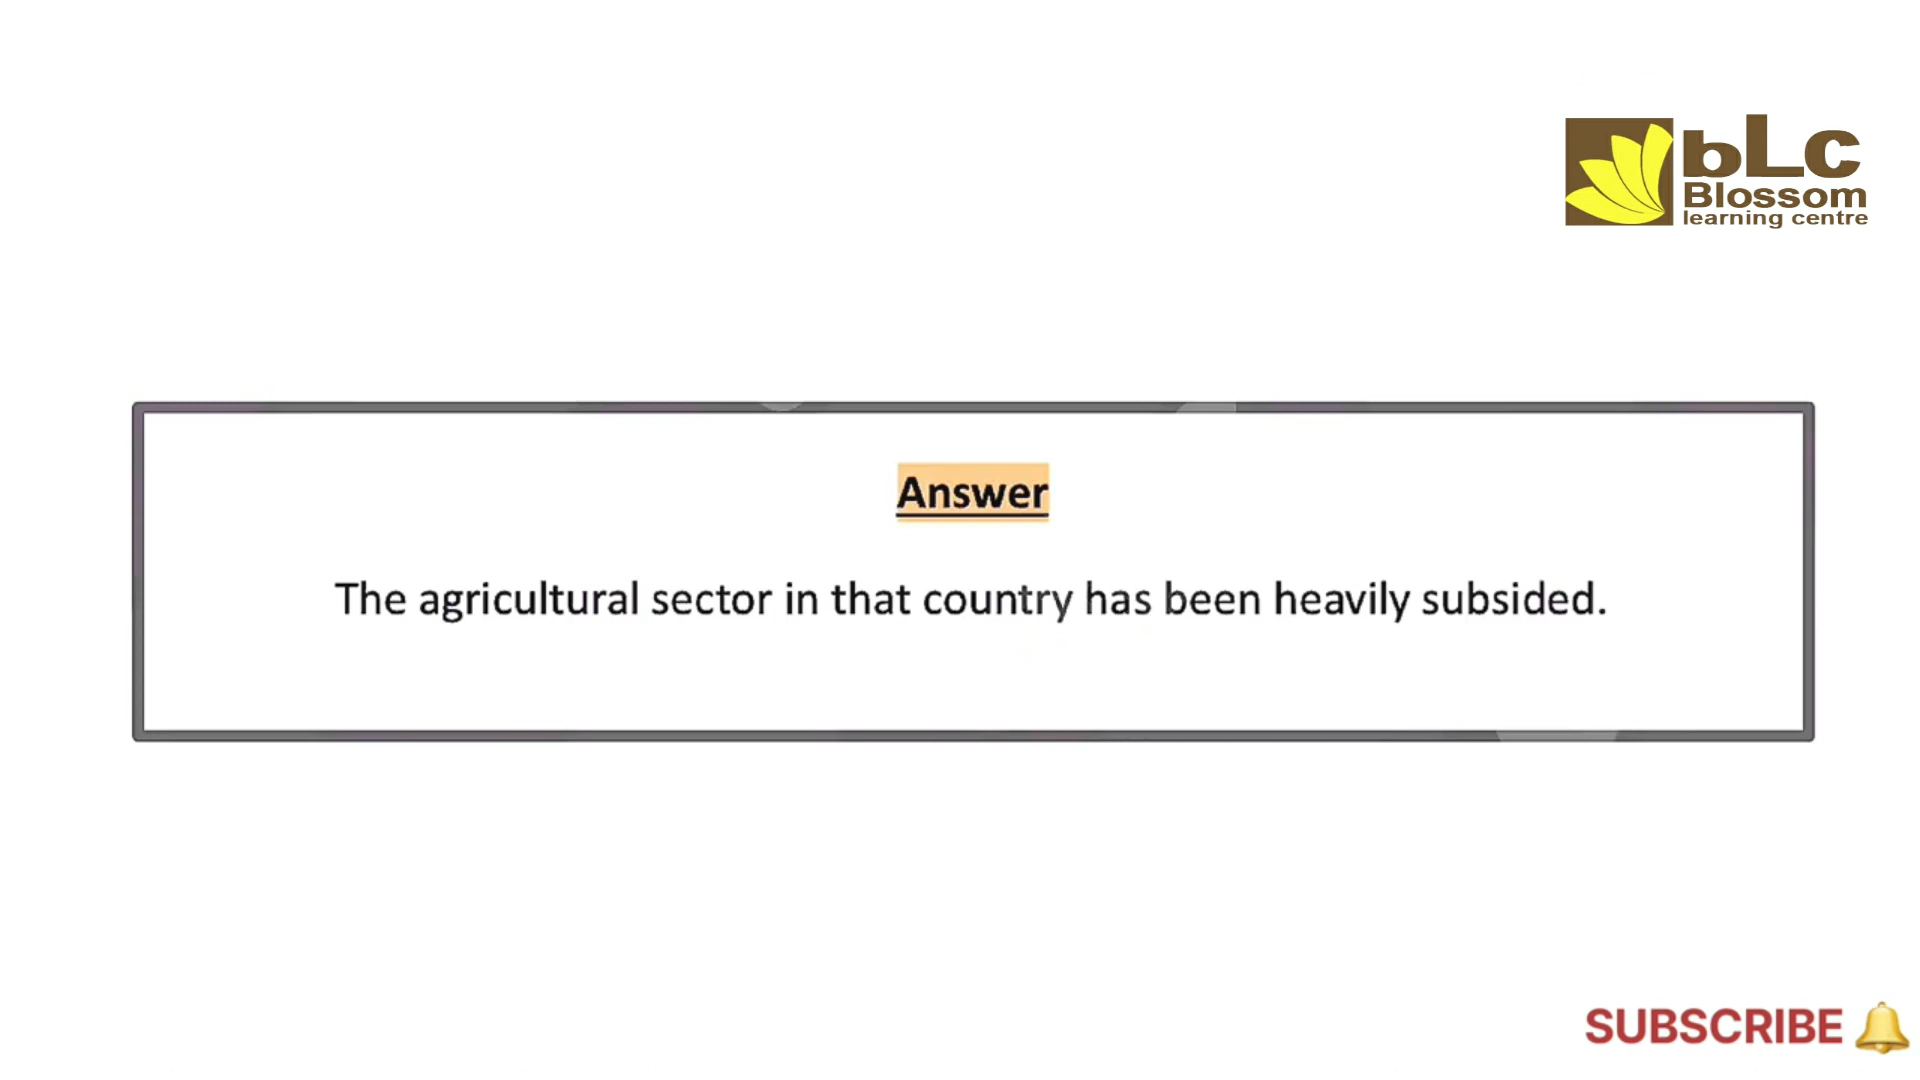 bLc
Blossom
learning centre
Answer
The agricultural sector in that country has been heavily subsided.
SUBSCRIBE